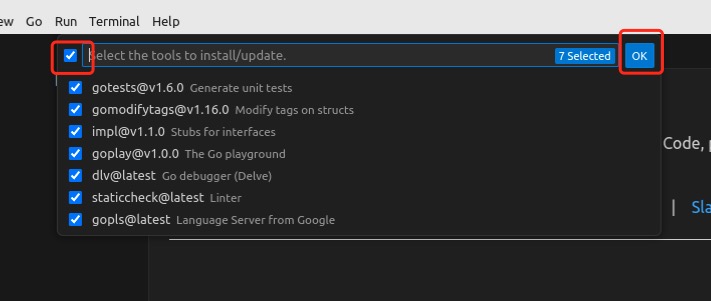 ew Go Run Terminal Help
Select the tools to install/update. 7 Selected OK
gotests@v1.6.0 Generate unit tests
gomodifytags@v1.16.0 Modify tags on structs
impl@v1.1.0 Stubs for interfaces
goplay@v1.0.0 The Go playground
dlv@latest Go debugger (Delve)
staticcheck@latest Linter
gopls@latest Language Server from Google
Code, p
| Sla